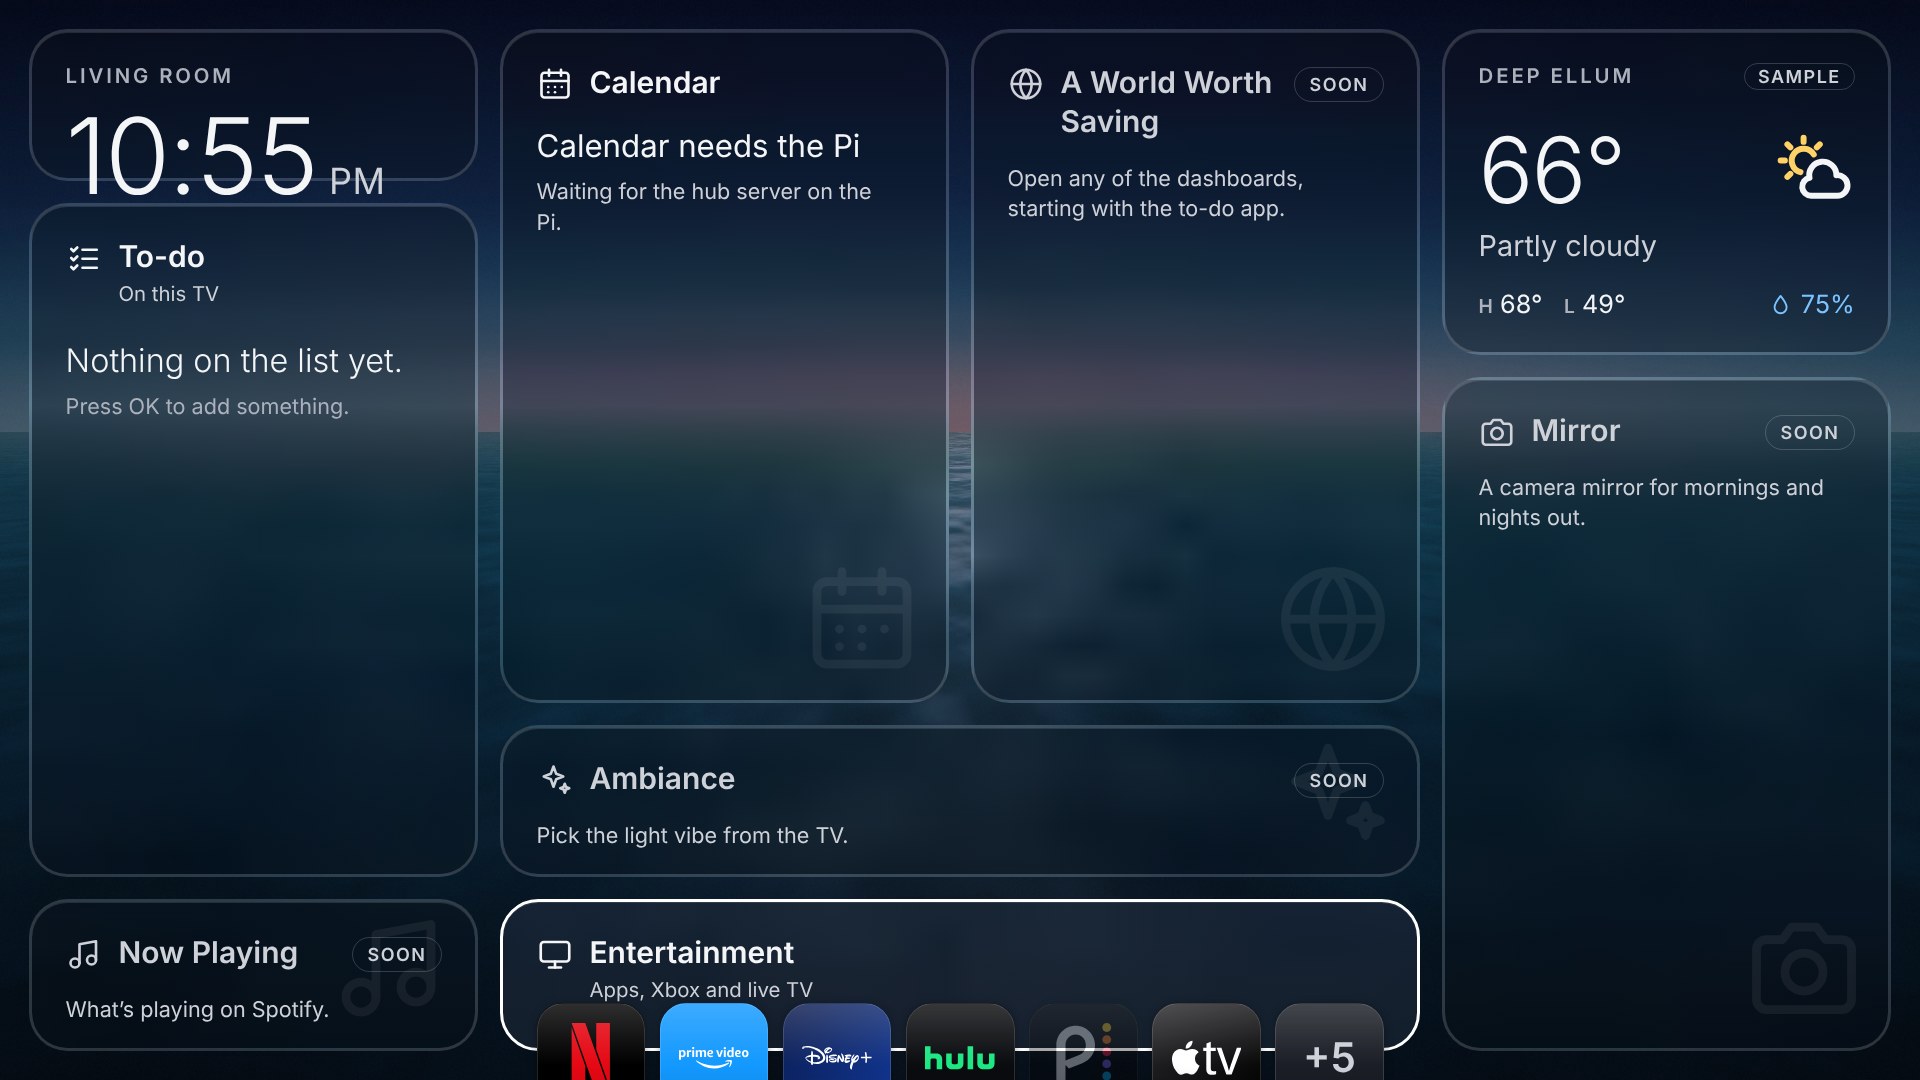 LIVING ROOM
10:55 PM
To-do
On this TV
Nothing on the list yet.
Press OK to add something.
Now Playing
SOON
What’s playing on Spotify.
Calendar
Calendar needs the Pi
Waiting for the hub server on the
Pi.
A World Worth
Saving
SOON
Open any of the dashboards,
starting with the to-do app.
Ambiance
SOON
Pick the light vibe from the TV.
Entertainment
Apps, Xbox and live TV
N
prime video
Disney+
hulu
p
tv
+5
DEEP ELLUM
SAMPLE
66°
Partly cloudy
H 68° L 49°
75%
Mirror
SOON
A camera mirror for mornings and
nights out.